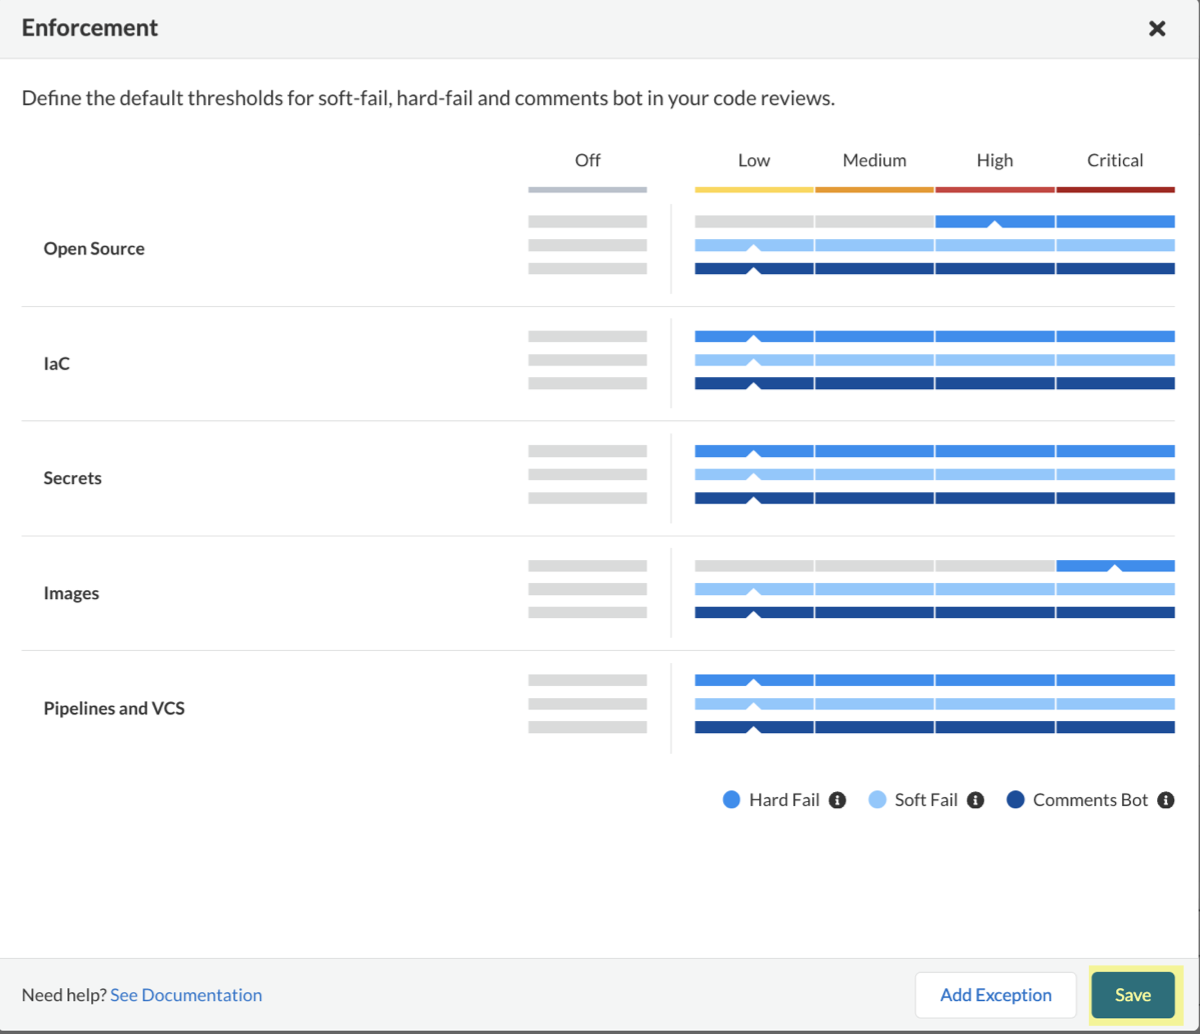 Enforcement
Define the default thresholds for soft-fail, hard-fail and comments bot in your code reviews.
Off Low Medium High Critical
Open Source
IaC
Secrets
Images
Pipelines and VCS
Hard Fail Soft Fail Comments Bot
Need help? See Documentation Add Exception Save